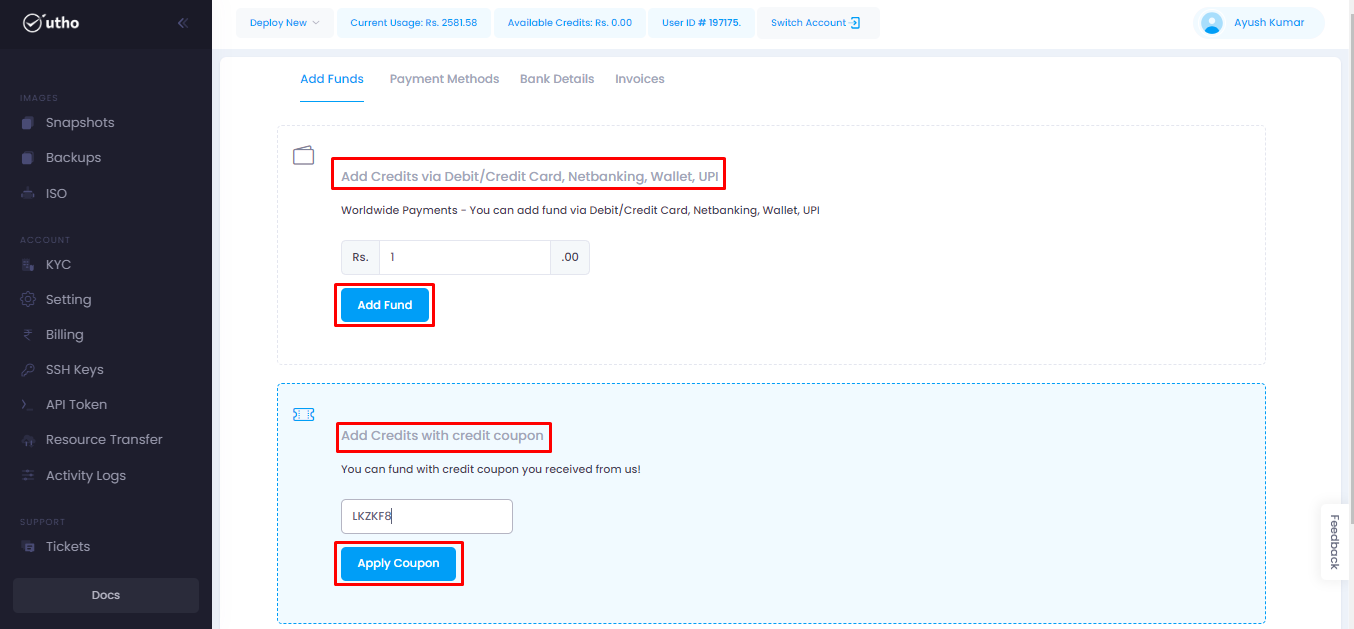 utho
Deploy New
Current Usage: Rs. 2581.58
Available Credits: Rs. 0.00
User ID # 197175.
Switch Account
Ayush Kumar
IMAGES
Snapshots
Backups
ISO
ACCOUNT
KYC
Setting
Billing
SSH Keys
API Token
Resource Transfer
Activity Logs
SUPPORT
Tickets
Docs
Add Funds
Payment Methods
Bank Details
Invoices
Add Credits via Debit/Credit Card, Netbanking, Wallet, UPI
Worldwide Payments - You can add fund via Debit/Credit Card, Netbanking, Wallet, UPI
Rs. 1 .00
Add Fund
Add Credits with credit coupon
You can fund with credit coupon you received from us!
LKZKF8
Apply Coupon
Feedback